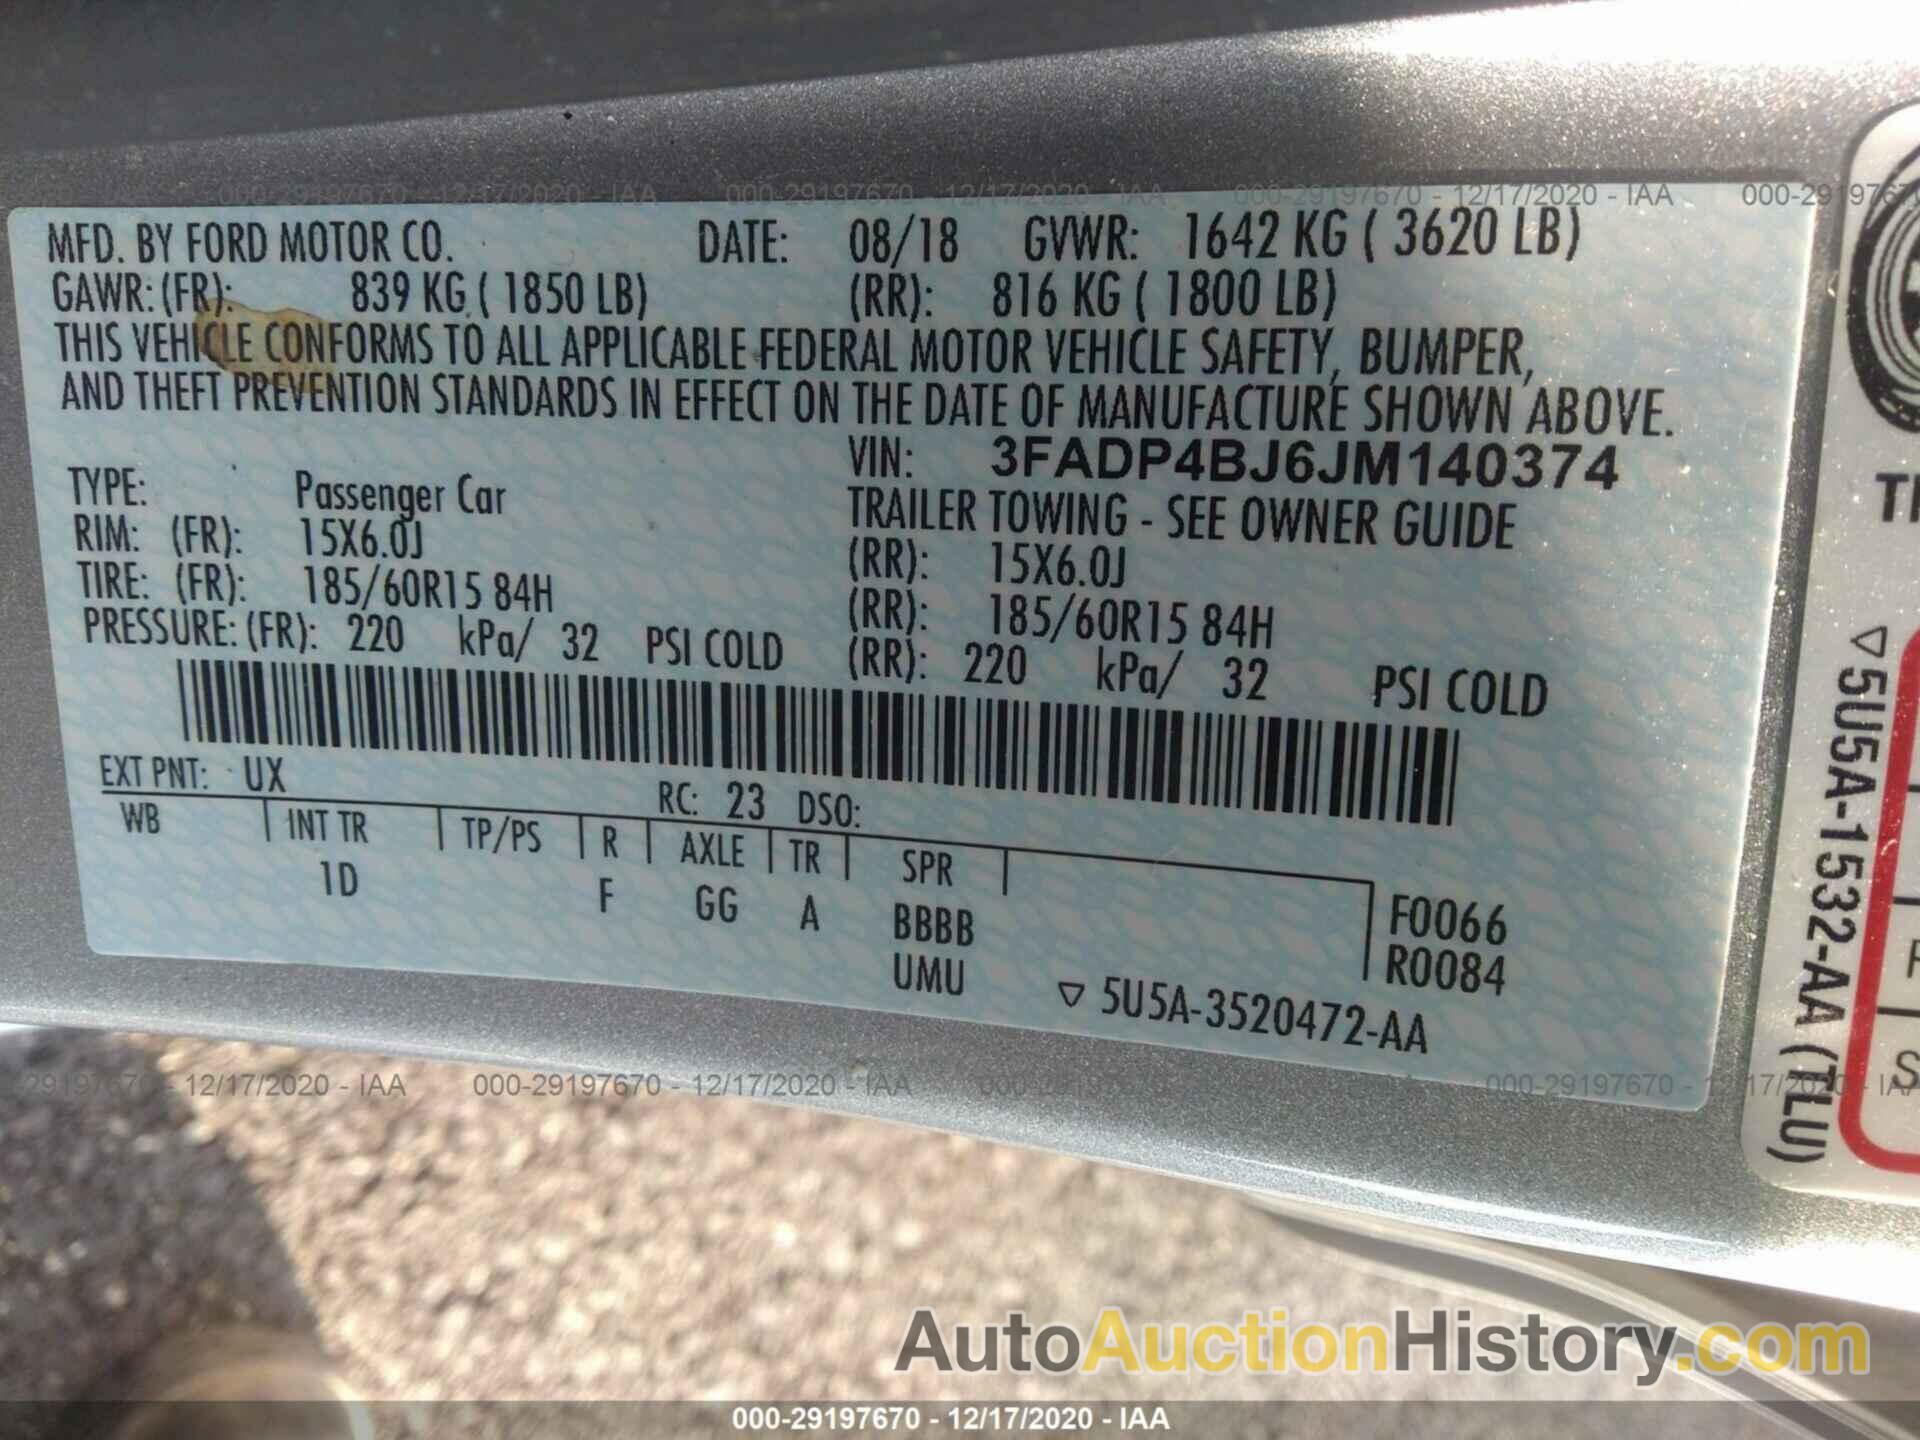 000-29197670 - 12/17/2020 - IAA 000-29197670 - 12/17/2020 - IAA 000-29197670 - 12/17/2020 - IAA 000-29197670
MFD. BY FORD MOTOR CO. DATE: 08/18 GVWR: 1642 KG ( 3620 LB)
GAWR: (FR): 839 KG ( 1850 LB) (RR): 816 KG ( 1800 LB)
THIS VEHICLE CONFORMS TO ALL APPLICABLE FEDERAL MOTOR VEHICLE SAFETY, BUMPER,
AND THEFT PREVENTION STANDARDS IN EFFECT ON THE DATE OF MANUFACTURE SHOWN ABOVE.
VIN: 3FADP4BJ6JM140374
TYPE: Passenger Car TRAILER TOWING - SEE OWNER GUIDE
RIM: (FR): 15X6.0J (RR): 15X6.0J
TIRE: (FR): 185/60R15 84H (RR): 185/60R15 84H
PRESSURE: (FR): 220 kPa/ 32 PSI COLD (RR): 220 kPa/ 32 PSI COLD
EXT PNT: UX RC: 23 DSO:
WB INT TR TP/PS R AXLE TR SPR
1D F GG A BBBB F0066
UMU R0084
▽ 5U5A-3520472-AA
▽5U5A-1532-AA (TLU)
29197670 - 12/17/2020 - IAA 000-29197670 - 12/17/2020 - IAA 000-29197670 - 12/17/2020 - IAA
AutoAuctionHistory.com
000-29197670 - 12/17/2020 - IAA